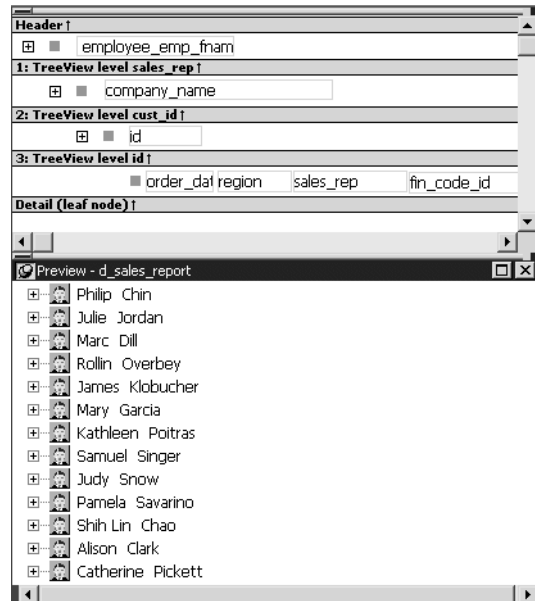 Header ↑
employee_emp_fnam
1: TreeView level sales_rep ↑
company_name
2: TreeView level cust_id ↑
id
3: TreeView level id ↑
order_dat region sales_rep fin_code_id
Detail (leaf node) ↑
Preview - d_sales_report
Philip Chin
Julie Jordan
Marc Dill
Rollin Overbey
James Klobucher
Mary Garcia
Kathleen Poitras
Samuel Singer
Judy Snow
Pamela Savarino
Shih Lin Chao
Alison Clark
Catherine Pickett